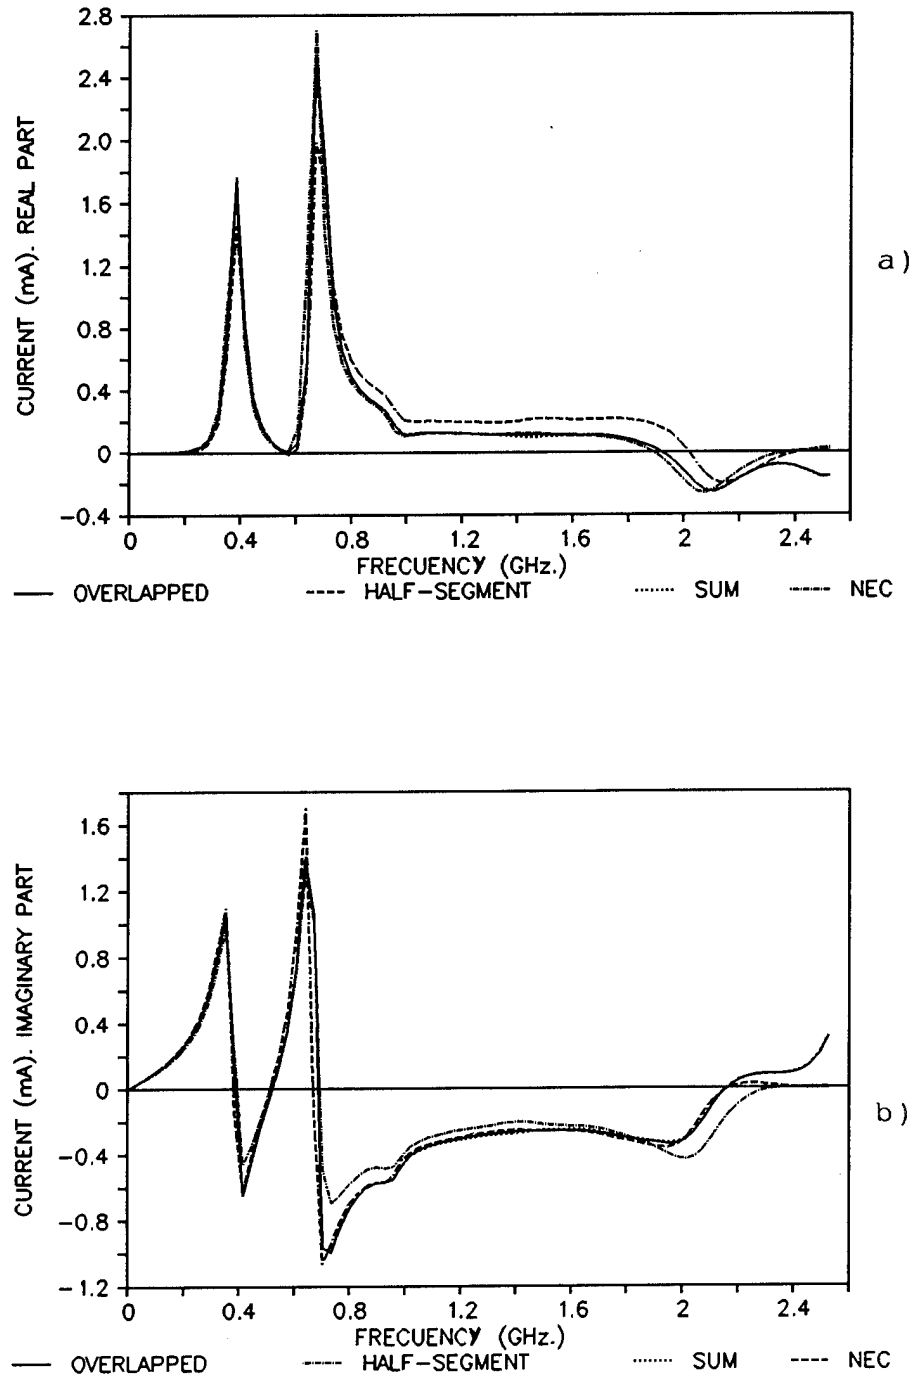 CURRENT (mA). REAL PART
2.8
2.4
2.0
1.6
1.2
0.8
0.4
0
−0.4
0 0.4 0.8 1.2 1.6 2 2.4
FRECUENCY (GHz.)
OVERLAPPED HALF−SEGMENT SUM NEC
a)
CURRENT (mA). IMAGINARY PART
1.6
1.2
0.8
0.4
0
−0.4
−0.8
−1.2
0 0.4 0.8 1.2 1.6 2 2.4
FRECUENCY (GHz.)
OVERLAPPED HALF−SEGMENT SUM NEC
b)